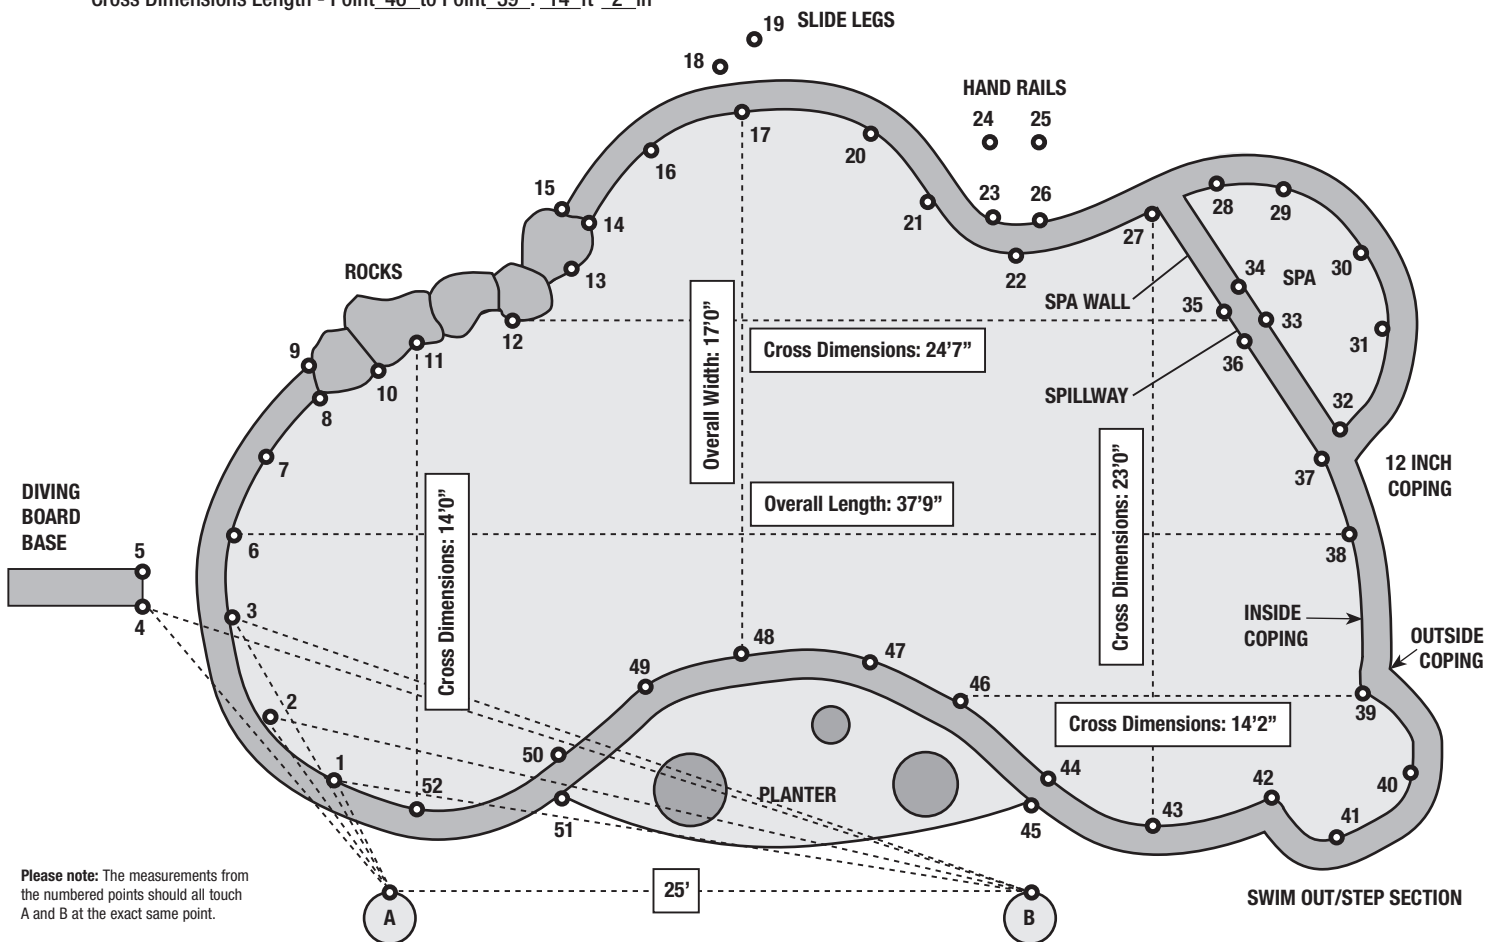 Cross Dimensions Length - Point 46 to Point 39 : 14 ft 2 in
19 SLIDE LEGS
18
HAND RAILS
24 25
17
20
16
15
14
23 26
21
22
27
28 29
30
31
32
34
SPA
33
35
36
SPA WALL
SPILLWAY
13
ROCKS
12
11
10
9
8
7
Overall Width: 17'0”
Cross Dimensions: 24'7”
Overall Length: 37'9”
Cross Dimensions: 14'0”
Cross Dimensions: 23'0”
37
12 INCH
COPING
38
DIVING
BOARD
BASE
5
4
6
3
2
1
52
INSIDE
COPING
OUTSIDE
COPING
39
Cross Dimensions: 14'2”
48
47
49
46
50
51
PLANTER
44
45
43
42
41
40
Please note: The measurements from
the numbered points should all touch
A and B at the exact same point.
A
25'
B
SWIM OUT/STEP SECTION